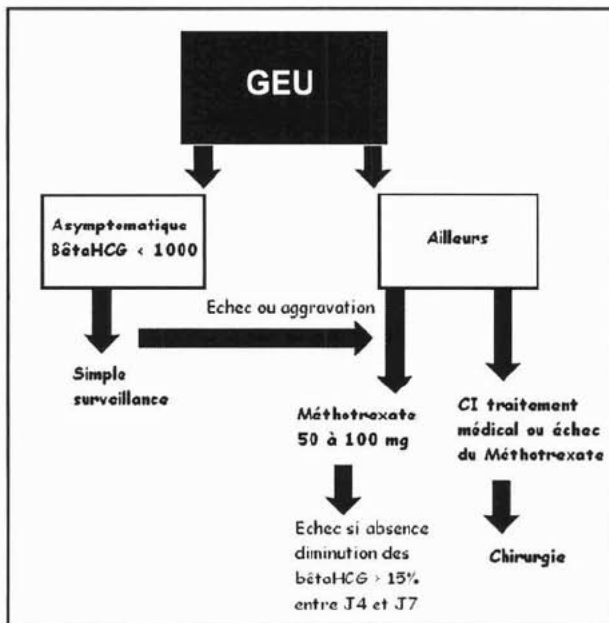 GEU
Asymptomatique
BêtaHCG < 1000
Ailleurs
Echec ou aggravation
Simple
surveillance
Méthotrexate
50 à 100 mg
CI traitement
médical ou échec
du Méthotrexate
Echec si absence
diminution des
bêtaHCG > 15%
entre J4 et J7
Chirurgie